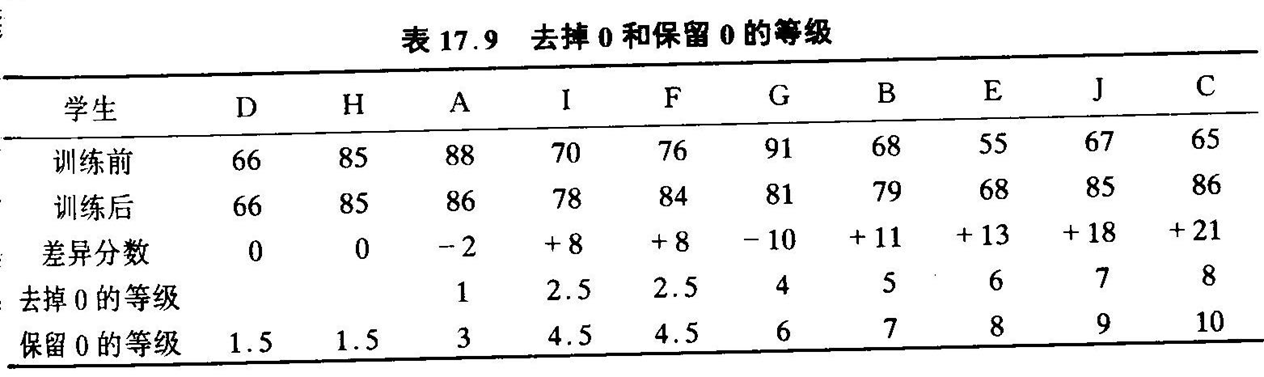 表 17.9 去掉 0 和保留 0 的等级
学生 D H A I F G B E J C
训练前 66 85 88 70 76 91 68 55 67 65
训练后 66 85 86 78 84 81 79 68 85 86
差异分数 0 0 -2 +8 +8 -10 +11 +13 +18 +21
去掉 0 的等级 1 2.5 2.5 4 5 6 7 8
保留 0 的等级 1.5 1.5 3 4.5 4.5 6 7 8 9 10